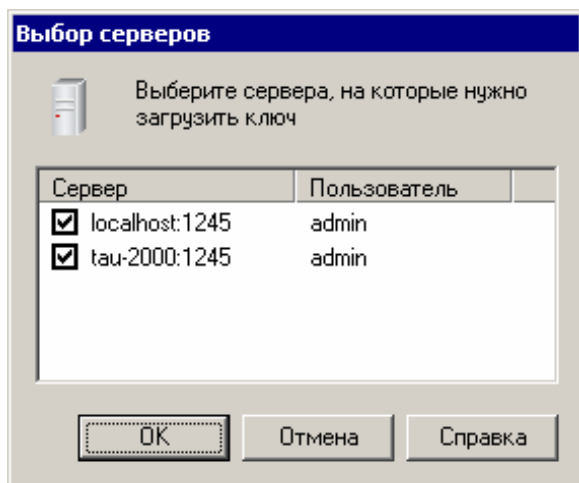 Выбор серверов
Выберите сервера, на которые нужно
загрузить ключ
Сервер Пользователь
localhost:1245 admin
tau-2000:1245 admin
OK Отмена Справка